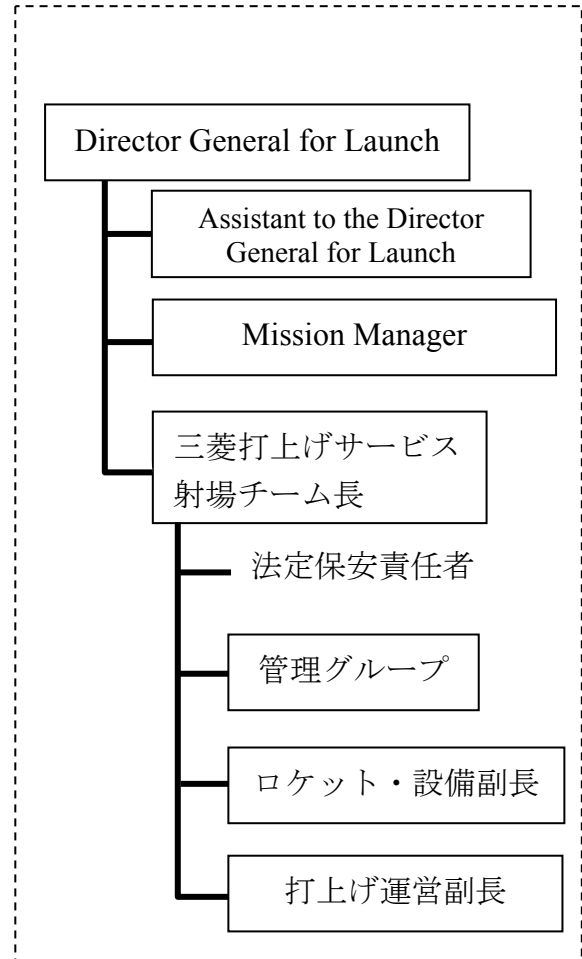 Director General for Launch
Assistant to the Director
General for Launch
Mission Manager
三菱打上げサービス
射場チーム長
法定保安責任者
管理グループ
ロケット・設備副長
打上げ運営副長